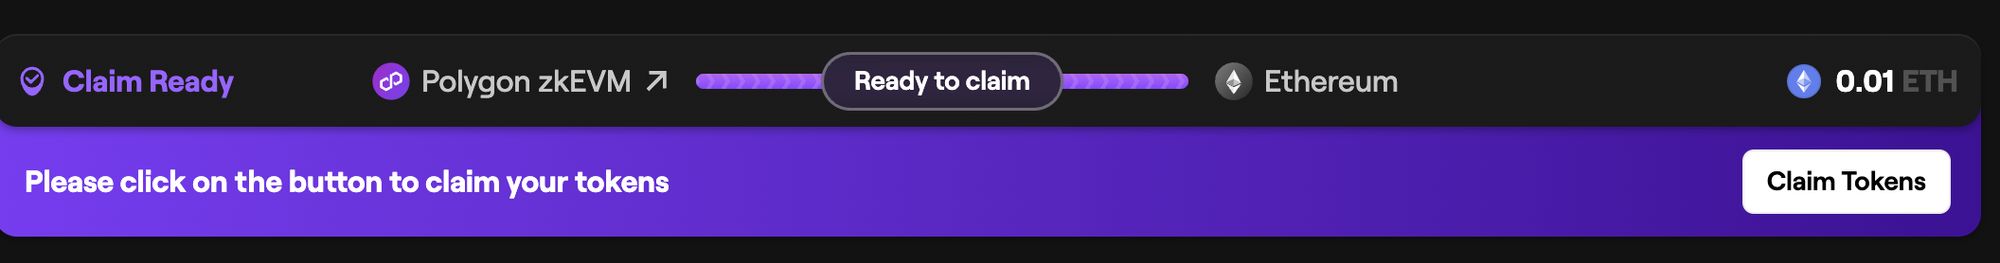 Claim Ready Polygon zkEVM Ready to claim Ethereum 0.01 ETH
Please click on the button to claim your tokens Claim Tokens